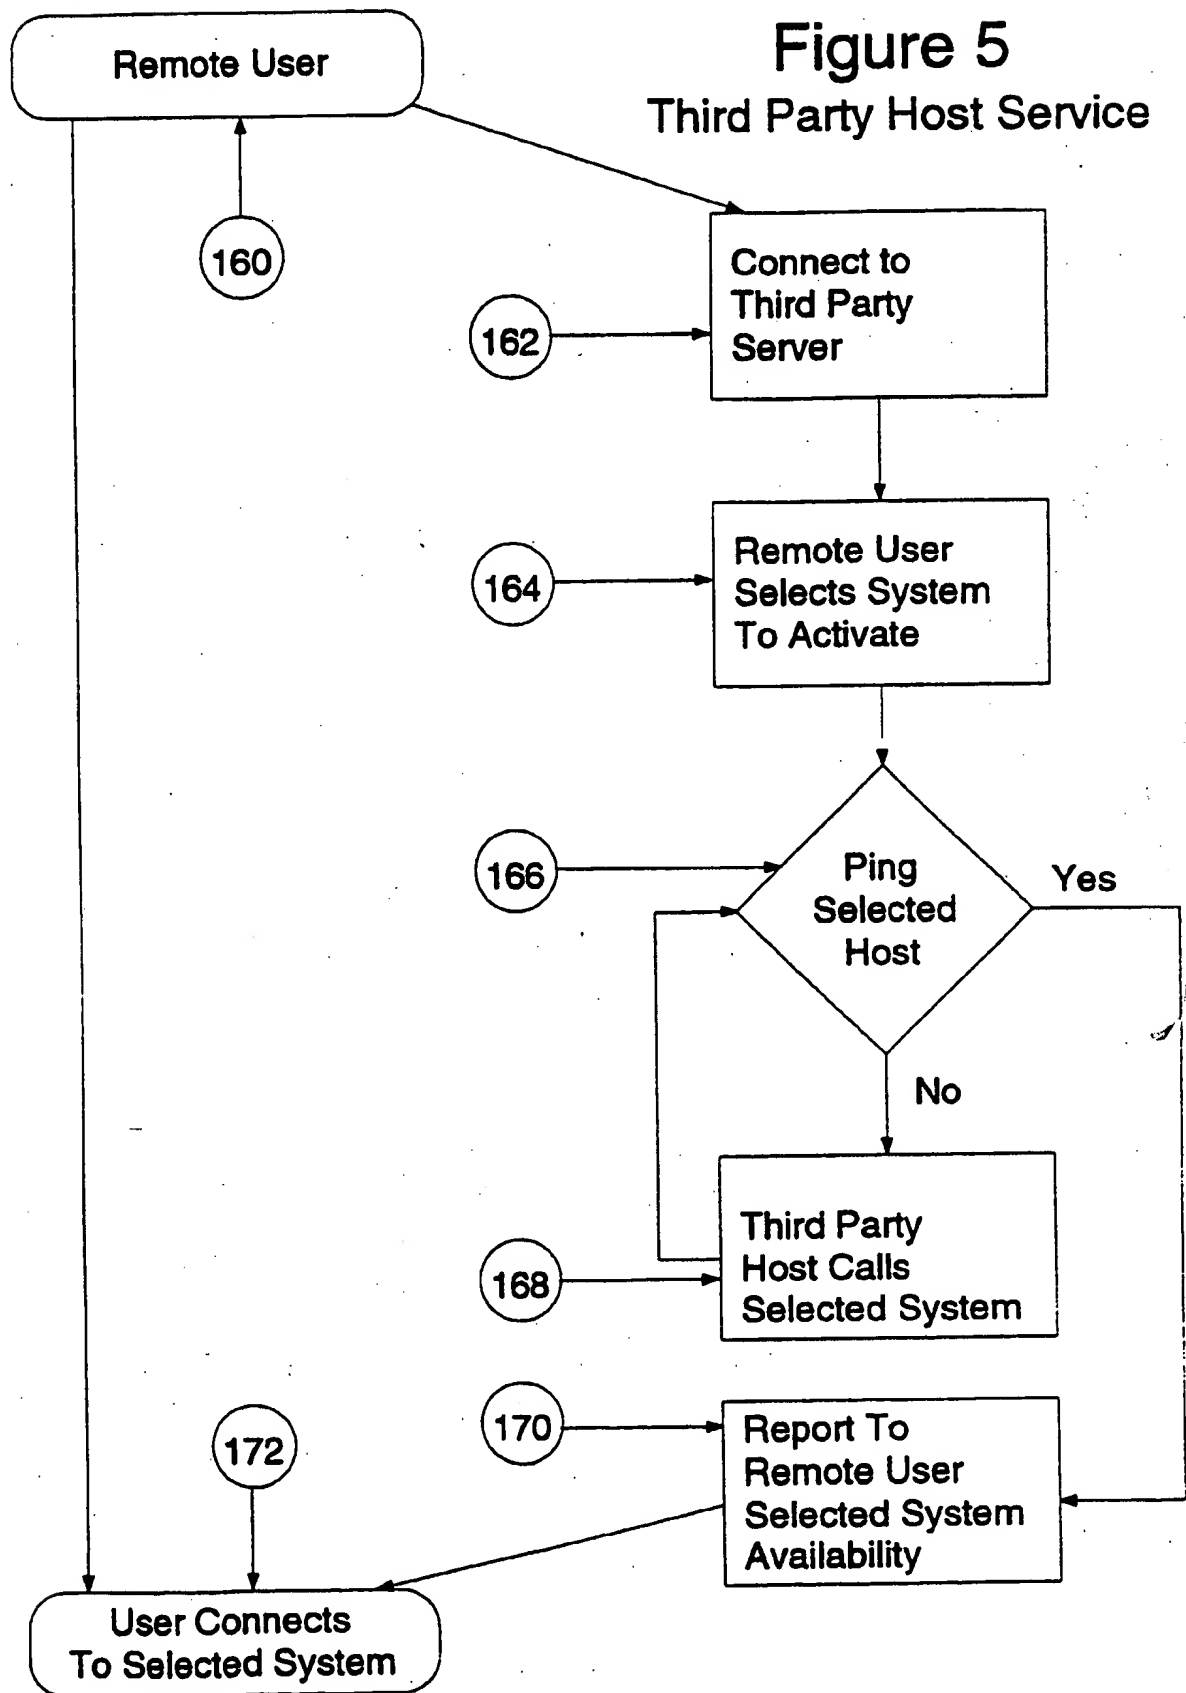 Figure 5
Third Party Host Service
Remote User
160
162
Connect to
Third Party
Server
164
Remote User
Selects System
To Activate
166
Ping
Selected
Host
Yes
No
168
Third Party
Host Calls
Selected System
170
Report To
Remote User
Selected System
Availability
172
User Connects
To Selected System